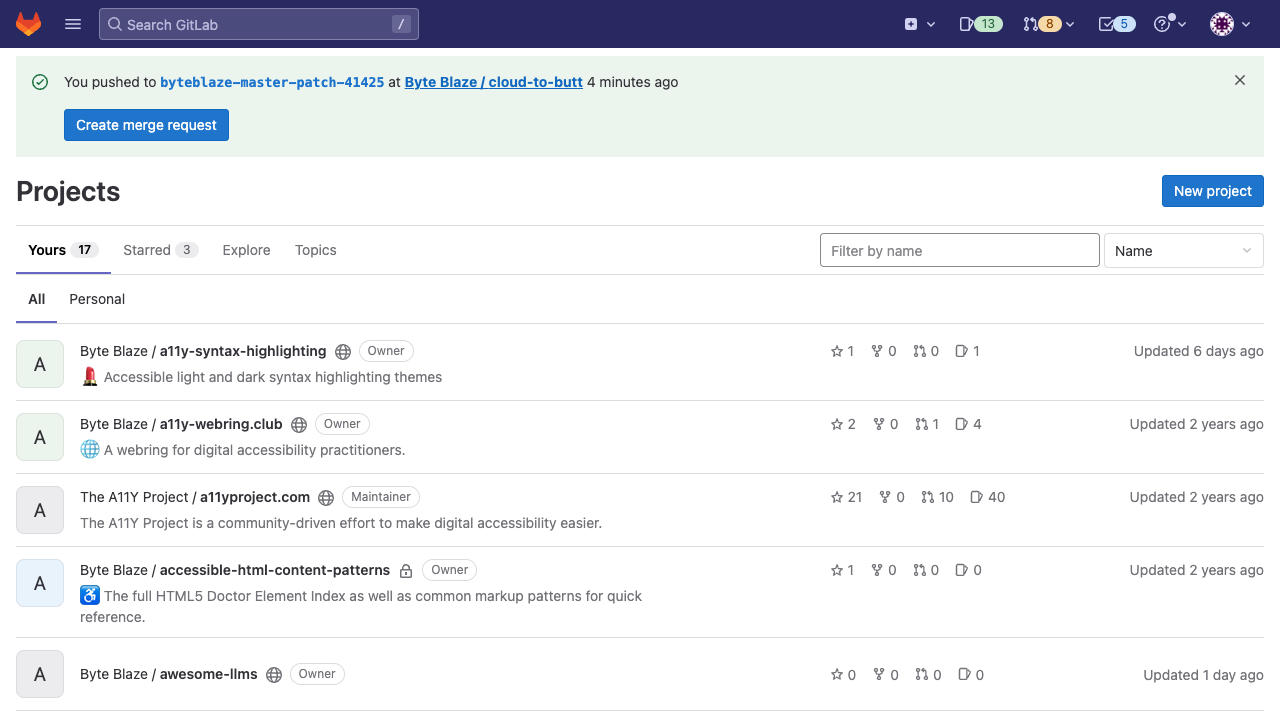 Search GitLab /
13 8 5
You pushed to byteblaze-master-patch-41425 at Byte Blaze / cloud-to-butt 4 minutes ago
Create merge request
Projects
New project
Yours 17 Starred 3 Explore Topics
Filter by name
Name
All Personal
A
Byte Blaze / a11y-syntax-highlighting Owner
1 0 0 1
Updated 6 days ago
Accessible light and dark syntax highlighting themes
A
Byte Blaze / a11y-webring.club Owner
2 0 1 4
Updated 2 years ago
A webring for digital accessibility practitioners.
A
The A11Y Project / a11yproject.com Maintainer
21 0 10 40
Updated 2 years ago
The A11Y Project is a community-driven effort to make digital accessibility easier.
A
Byte Blaze / accessible-html-content-patterns Owner
1 0 0 0
Updated 2 years ago
The full HTML5 Doctor Element Index as well as common markup patterns for quick
reference.
A
Byte Blaze / awesome-llms Owner
0 0 0 0
Updated 1 day ago